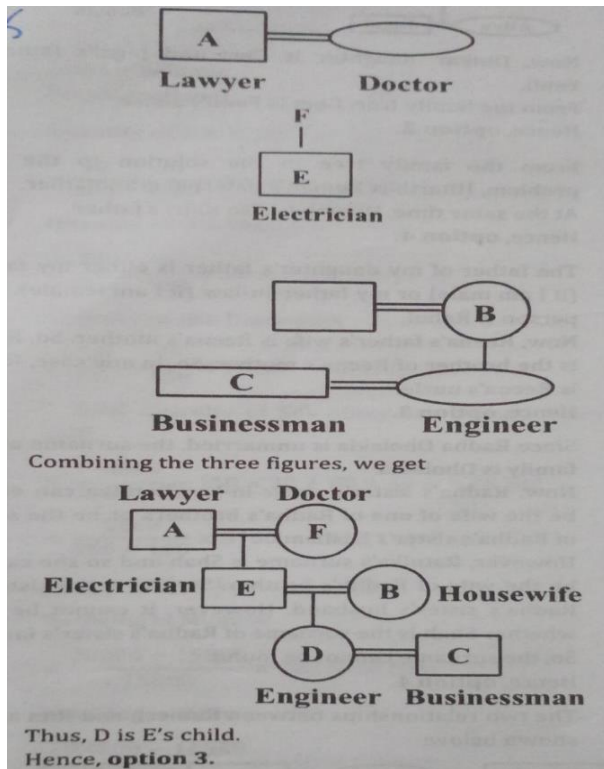 A
Lawyer Doctor
F
E
Electrician
B
C
Businessman Engineer
Combining the three figures, we get
Lawyer Doctor
A F
Electrician E B Housewife
D C
Engineer Businessman
Thus, D is E's child.
Hence, option 3.